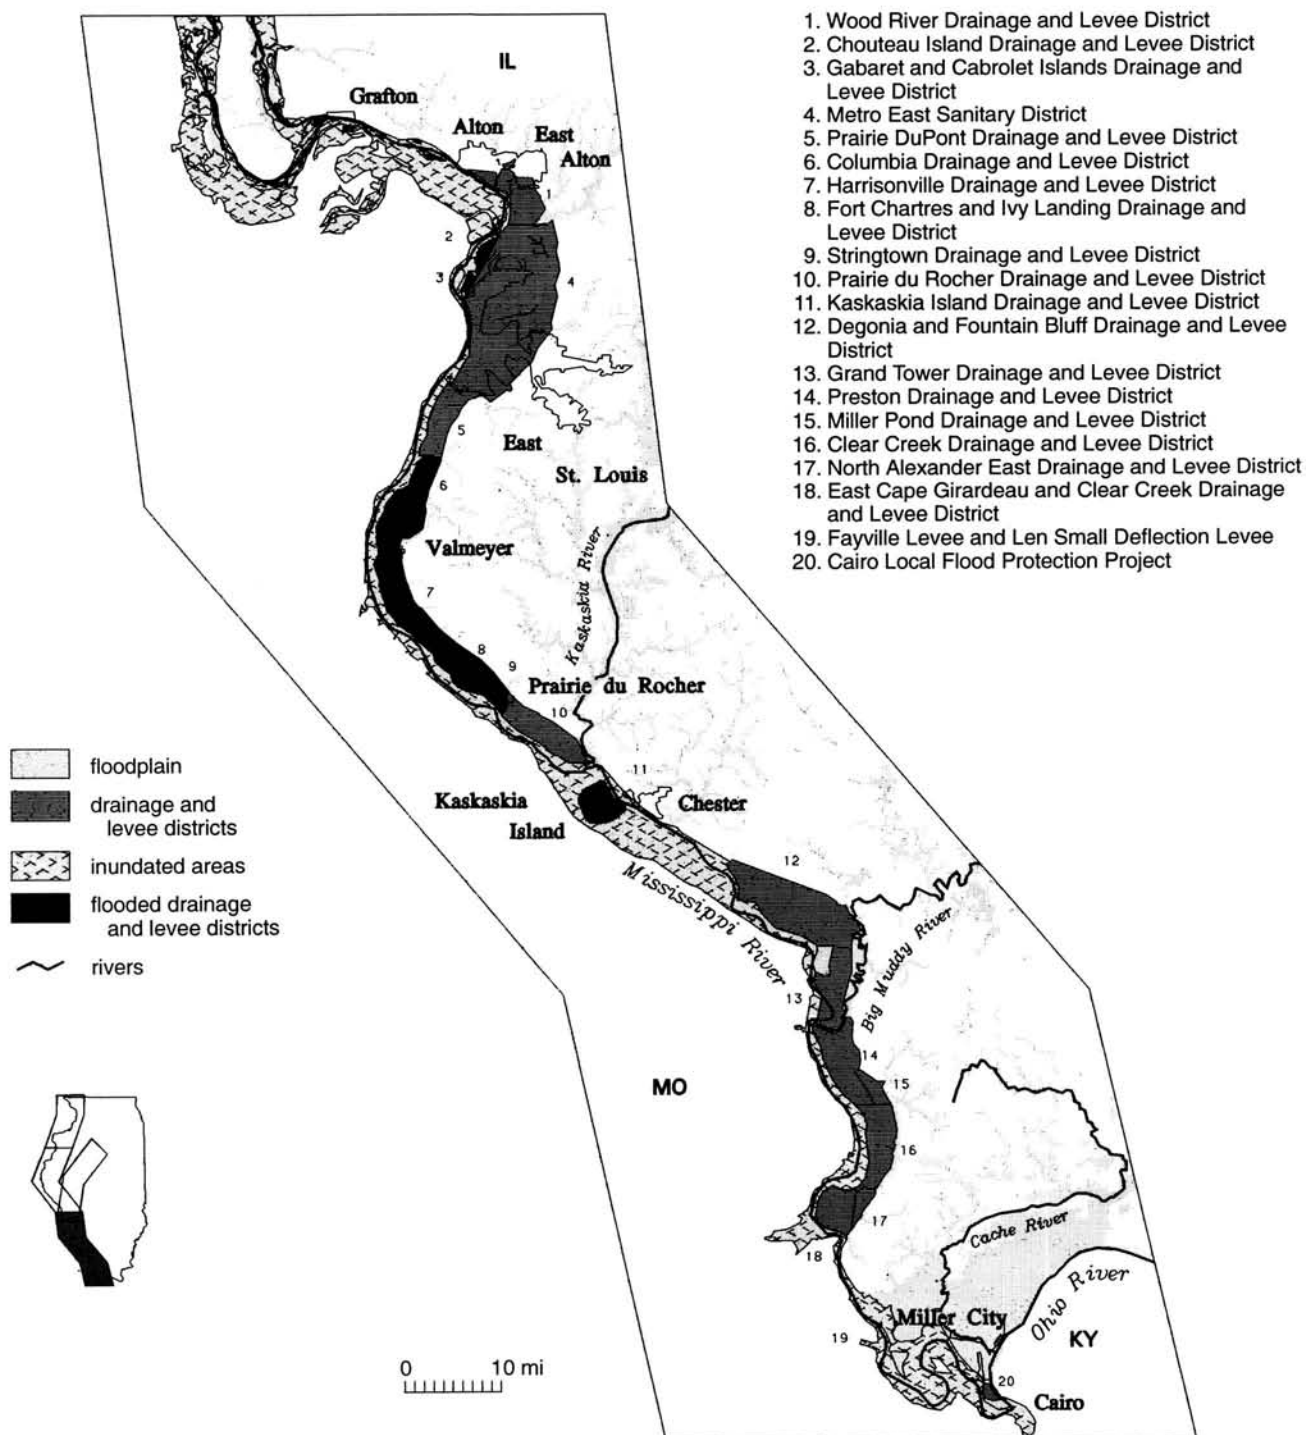 1. Wood River Drainage and Levee District
2. Chouteau Island Drainage and Levee District
3. Gabaret and Cabrolet Islands Drainage and
Levee District
4. Metro East Sanitary District
5. Prairie DuPont Drainage and Levee District
6. Columbia Drainage and Levee District
7. Harrisonville Drainage and Levee District
8. Fort Chartres and Ivy Landing Drainage and
Levee District
9. Stringtown Drainage and Levee District
10. Prairie du Rocher Drainage and Levee District
11. Kaskaskia Island Drainage and Levee District
12. Degonia and Fountain Bluff Drainage and Levee
District
13. Grand Tower Drainage and Levee District
14. Preston Drainage and Levee District
15. Miller Pond Drainage and Levee District
16. Clear Creek Drainage and Levee District
17. North Alexander East Drainage and Levee District
18. East Cape Girardeau and Clear Creek Drainage
and Levee District
19. Fayville Levee and Len Small Deflection Levee
20. Cairo Local Flood Protection Project
IL
Grafton
Alton
East
Alton
1
2
3
4
5
East
St. Louis
6
Valmeyer
Kaskaskia River
7
8
9
Prairie du Rocher
10
11
Kaskaskia
Island
Chester
12
Mississippi River
Big Muddy River
13
14
15
MO
16
17
18
Cache River
Ohio River
Miller City
KY
19
20
Cairo
floodplain
drainage and
levee districts
inundated areas
flooded drainage
and levee districts
rivers
0 10 mi